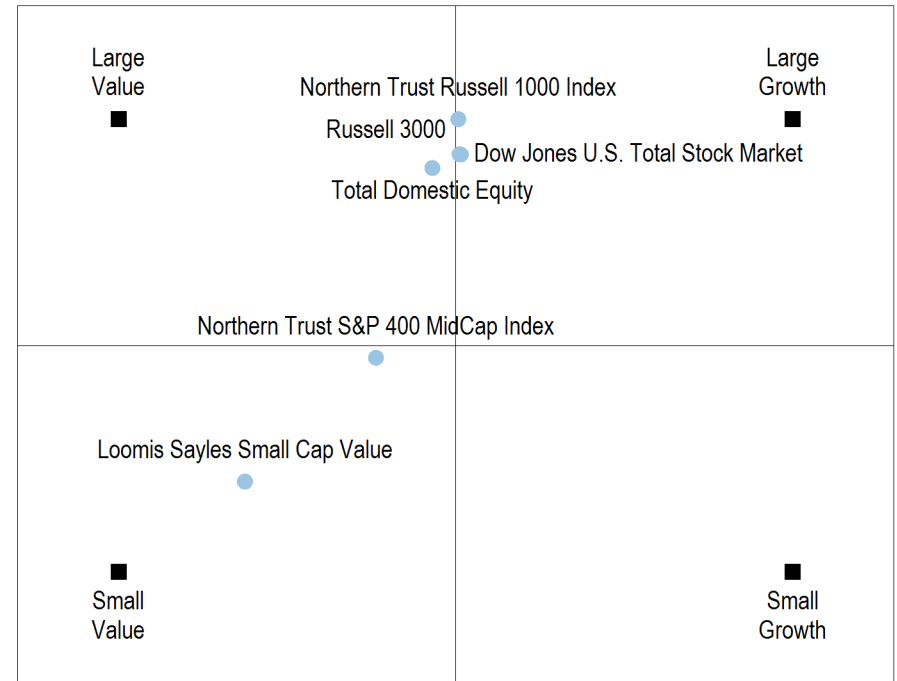 Large
Value
Large
Growth
Northern Trust Russell 1000 Index
Russell 3000
Dow Jones U.S. Total Stock Market
Total Domestic Equity
Northern Trust S&P 400 MidCap Index
Loomis Sayles Small Cap Value
Small
Value
Small
Growth